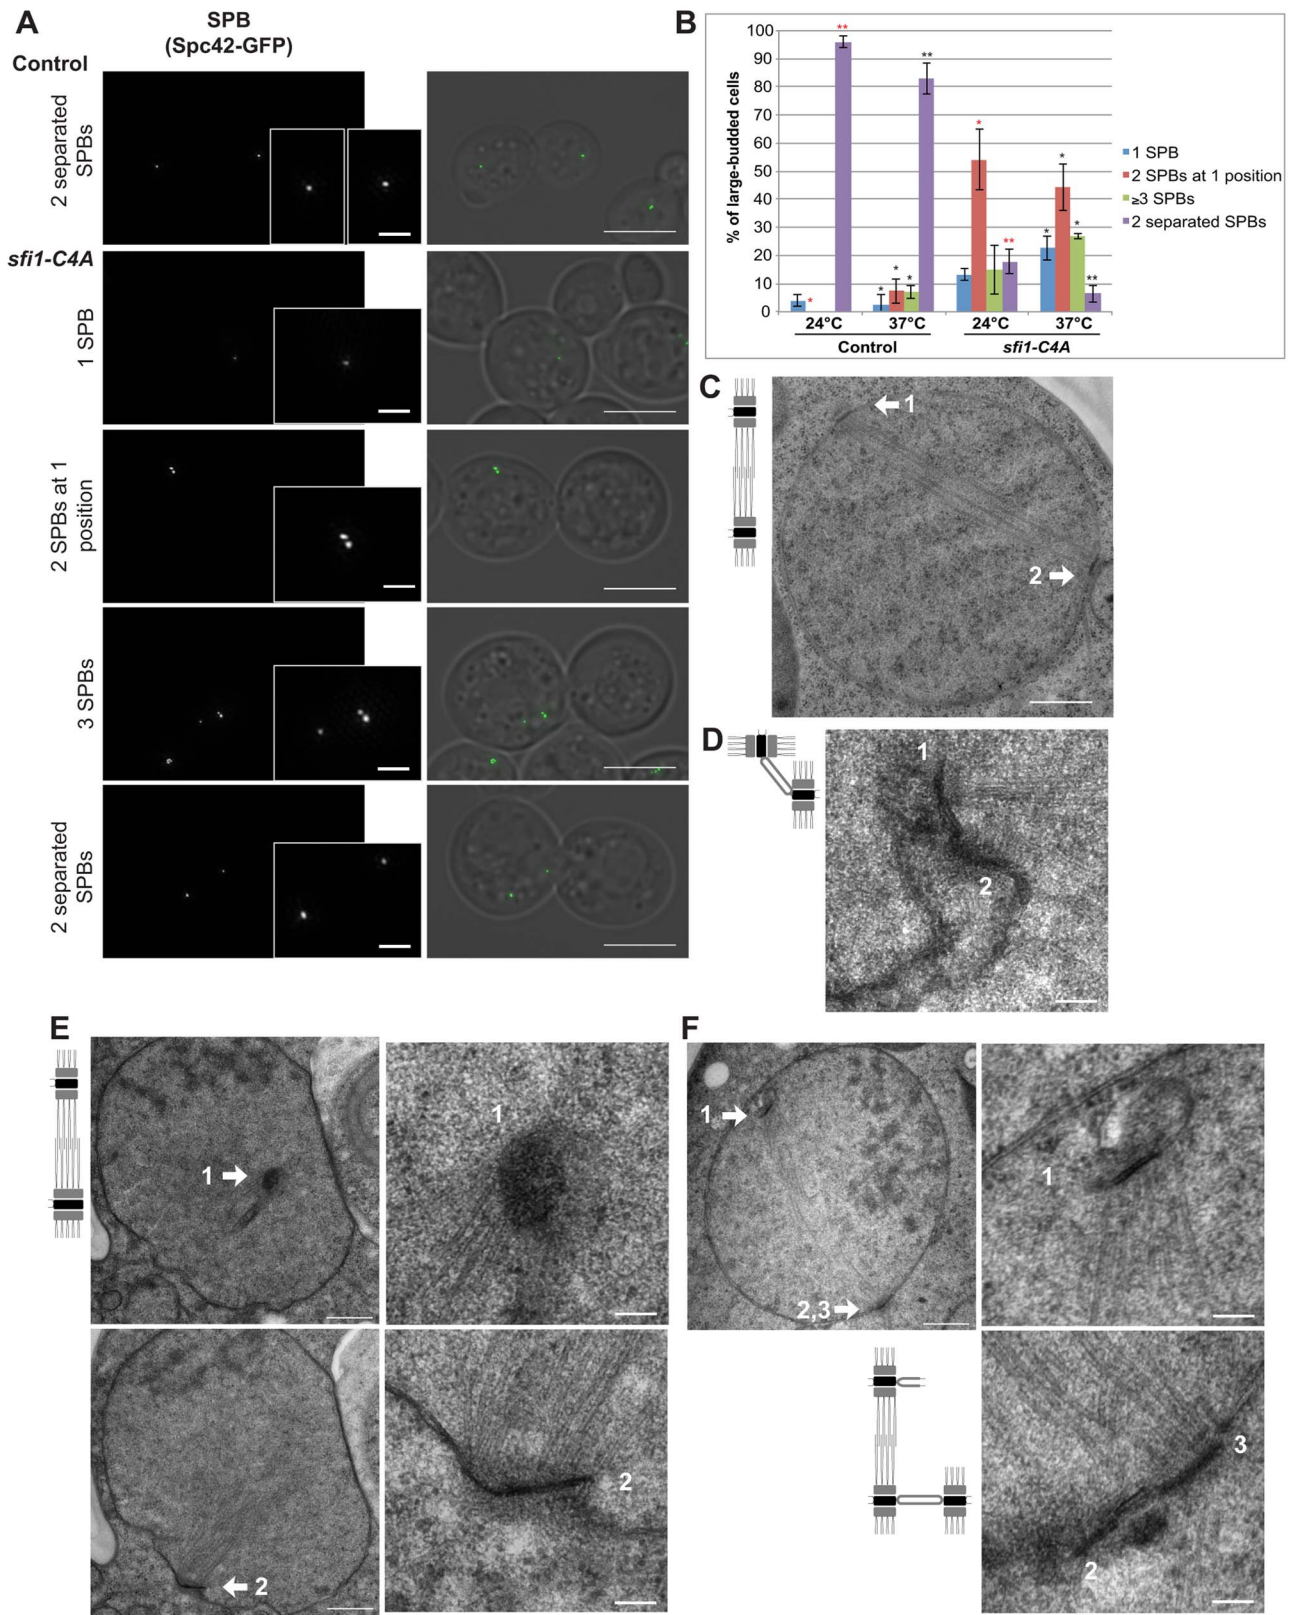 A
SPB
(Spc42-GFP)
Control
2 separated
SPBs
sfi1-C4A
1 SPB
2 SPBs at 1
position
3 SPBs
2 separated
SPBs
B
% of large-budded cells
100
90
80
70
60
50
40
30
20
10
0
** 
* 
* * * **
* **
* * * **
24°C 37°C 24°C 37°C
Control sfi1-C4A
1 SPB
2 SPBs at 1 position
≥3 SPBs
2 separated SPBs
C
1
2
D
1
2
E
1
1
2
2
F
1
1
2,3
3
2